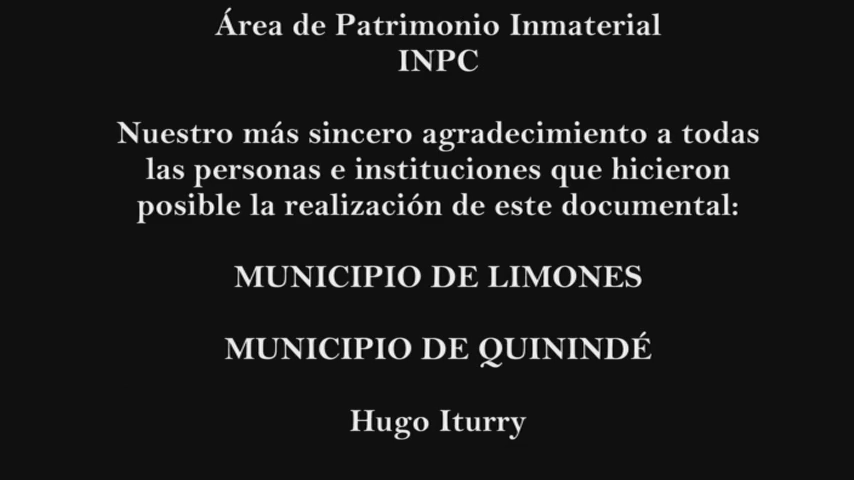 Área de Patrimonio Inmaterial
INPC
Nuestro más sincero agradecimiento a todas
las personas e instituciones que hicieron
posible la realización de este documental:
MUNICIPIO DE LIMONES
MUNICIPIO DE QUININDÉ
Hugo Iturry